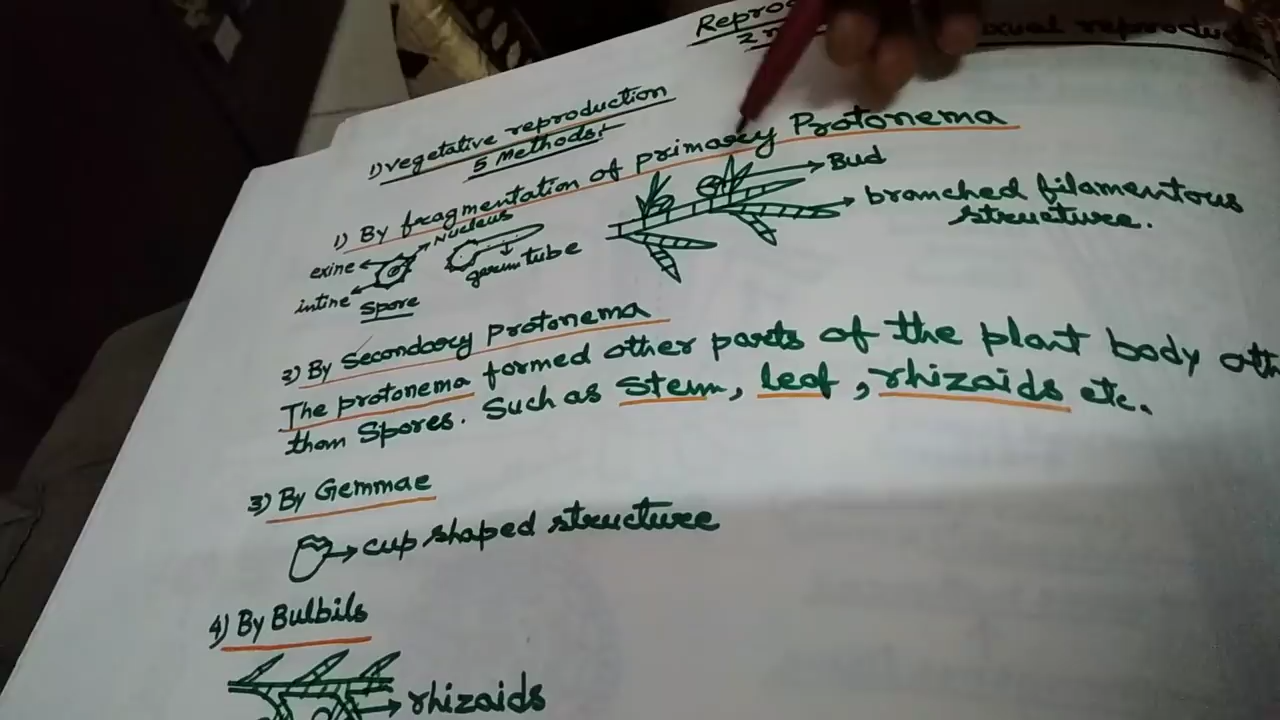 1) Vegetative reproduction
5 Methods:-
1) By fragmentation of primary Protonema
Nucleus
exine
intine
Spore
germ tube
Bud
branched filamentous
structure.
2) By Secondary Protonema
The protonema formed other parts of the plant body
than Spores. Such as Stem, leaf, rhizoids etc.
3) By Gemmae
cup shaped structure
4) By Bulbils
rhizoids